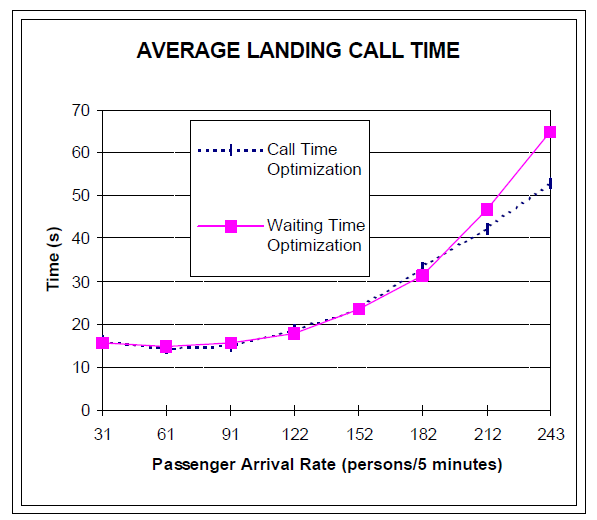 AVERAGE LANDING CALL TIME
70
60
50
40
30
20
10
0
Time (s)
Call Time
Optimization
Waiting Time
Optimization
31 61 91 122 152 182 212 243
Passenger Arrival Rate (persons/5 minutes)